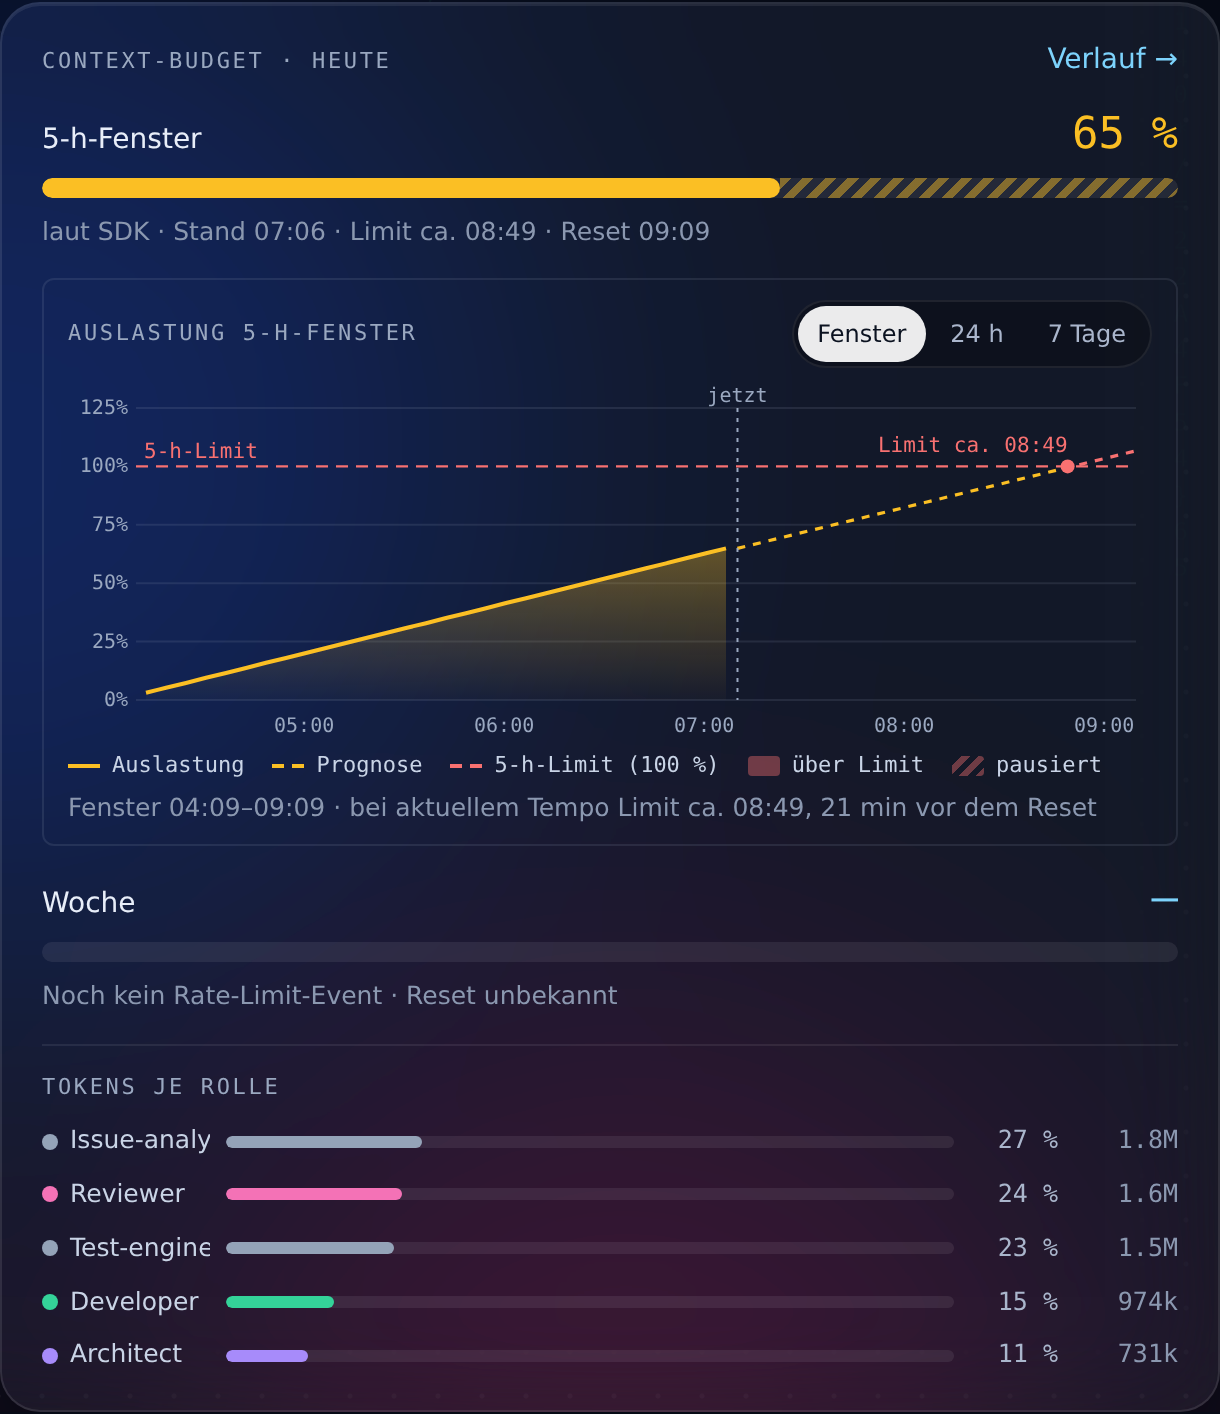 CONTEXT-BUDGET · HEUTE
Verlauf →
5-h-Fenster
65 %
laut SDK · Stand 07:06 · Limit ca. 08:49 · Reset 09:09
AUSLASTUNG 5-H-FENSTER
Fenster 24 h 7 Tage
jetzt
125%
5-h-Limit
Limit ca. 08:49
100%
75%
50%
25%
0%
05:00 06:00 07:00 08:00 09:00
Auslastung Prognose 5-h-Limit (100 %) über Limit pausiert
Fenster 04:09–09:09 · bei aktuellem Tempo Limit ca. 08:49, 21 min vor dem Reset
Woche
—
Noch kein Rate-Limit-Event · Reset unbekannt
TOKENS JE ROLLE
Issue-analy 27 % 1.8M
Reviewer 24 % 1.6M
Test-engine 23 % 1.5M
Developer 15 % 974k
Architect 11 % 731k